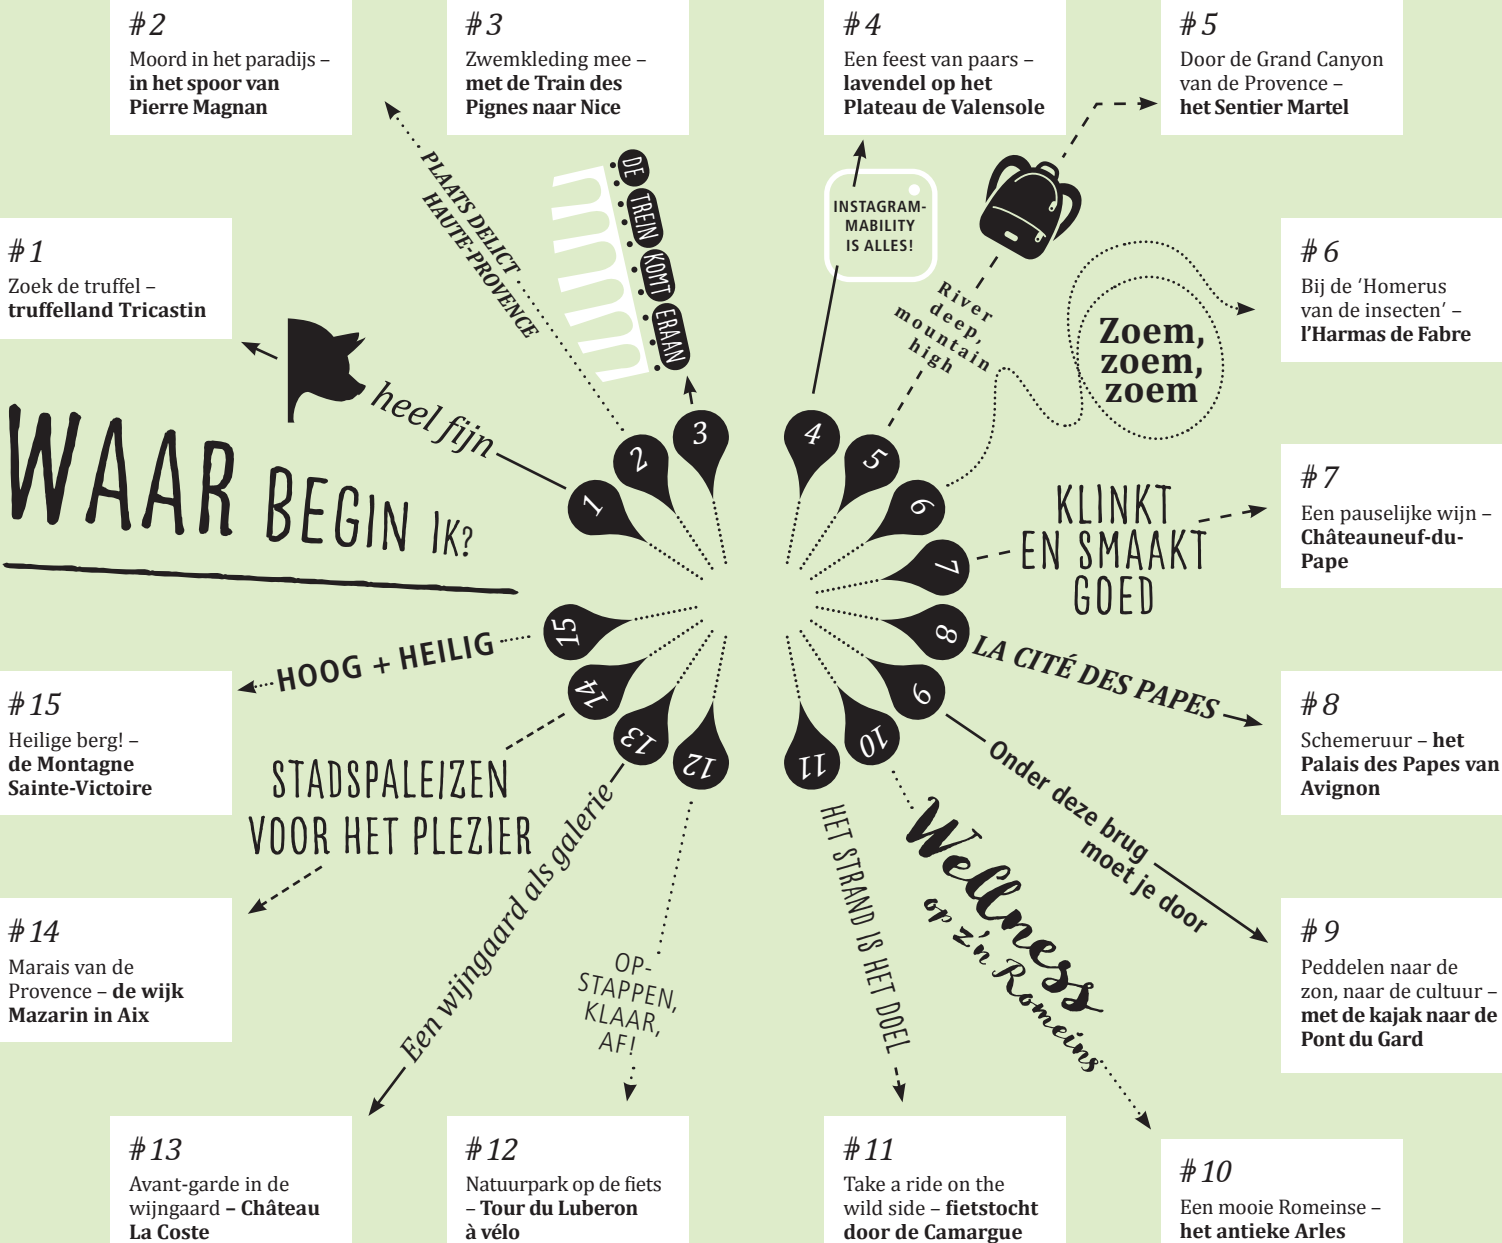 #2
Moord in het paradijs –
in het spoor van
Pierre Magnan
#3
Zwemkleding mee –
met de Train des
Pignes naar Nice
#4
Een feest van paars –
lavendel op het
Plateau de Valensole
#5
Door de Grand Canyon
van de Provence –
het Sentier Martel
#1
Zoek de truffel –
truffelland Tricastin
PLAATS DELICT
HAUTE-PROVENCE
DE
TREIN
KOMT
ERAAN
INSTAGRAM-
MABILITY
IS ALLES!
River
deep,
mountain
high
Zoem,
zoem,
zoem
#6
Bij de ‘Homerus
van de insecten’ –
l’Harmas de Fabre
heel fijn
WAAR BEGIN IK?
1
2
3
4
5
6
7
8
9
10
11
12
13
14
15
KLINKT
EN SMAAKT
GOED
#7
Een pauselijke wijn –
Châteauneuf-du-
Pape
HOOG + HEILIG
LA CITÉ DES PAPES
#15
Heilige berg! –
de Montagne
Sainte-Victoire
#8
Schemeruur – het
Palais des Papes van
Avignon
STADSPALEIZEN
VOOR HET PLEZIER
Een wijngaard als galerie
OP-
STAPPEN,
KLAAR,
AF!
HET STRAND IS HET DOEL
Wellness
op z’n Romeins
Onder deze brug
moet je door
#14
Marais van de
Provence – de wijk
Mazarin in Aix
#9
Peddelen naar de
zon, naar de cultuur –
met de kajak naar de
Pont du Gard
#13
Avant-garde in de
wijngaard – Château
La Coste
#12
Natuurpark op de fiets
– Tour du Luberon
à vélo
#11
Take a ride on the
wild side – fietstocht
door de Camargue
#10
Een mooie Romeinse –
het antieke Arles